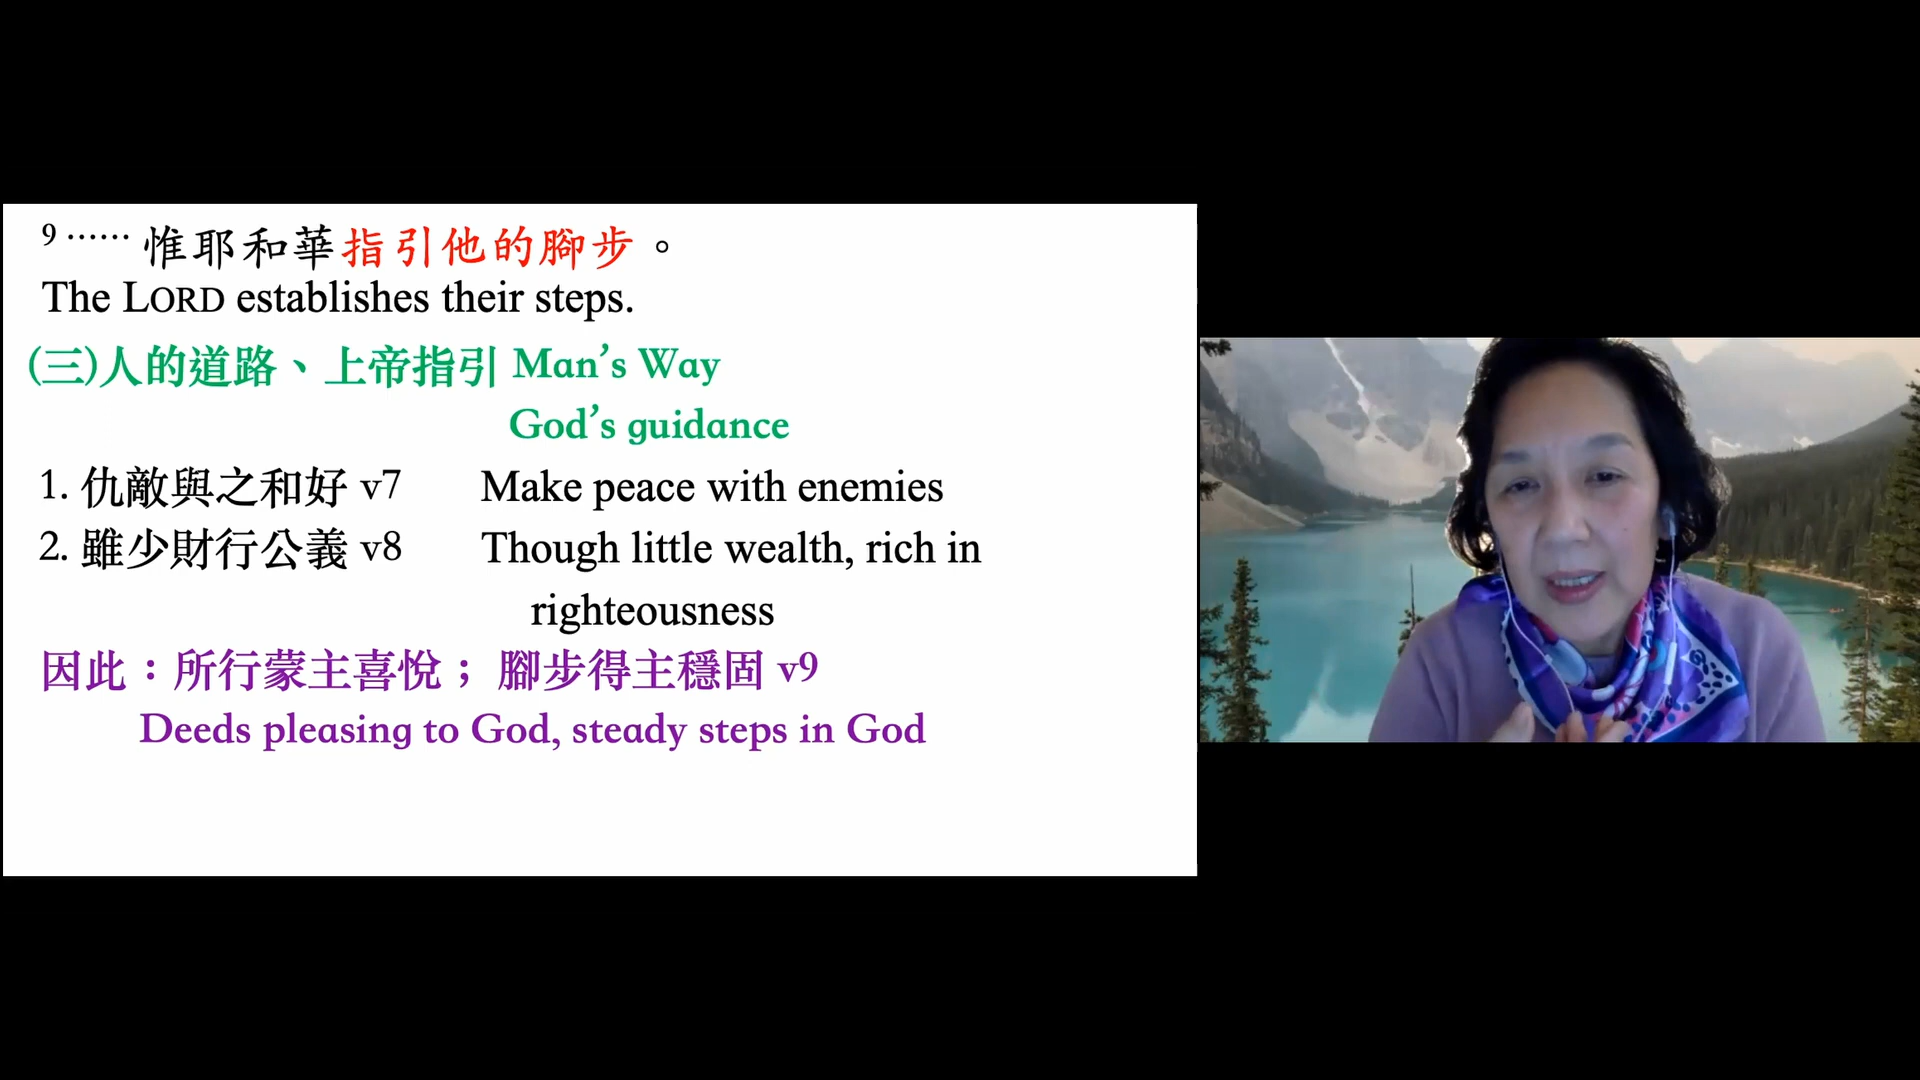 9 …… 惟耶和華指引他的腳步。
The LORD establishes their steps.
(三)人的道路、上帝指引 Man's Way
God's guidance
1. 仇敵與之和好 v7 Make peace with enemies
2. 雖少財行公義 v8 Though little wealth, rich in
righteousness
因此：所行蒙主喜悅； 腳步得主穩固 v9
Deeds pleasing to God, steady steps in God